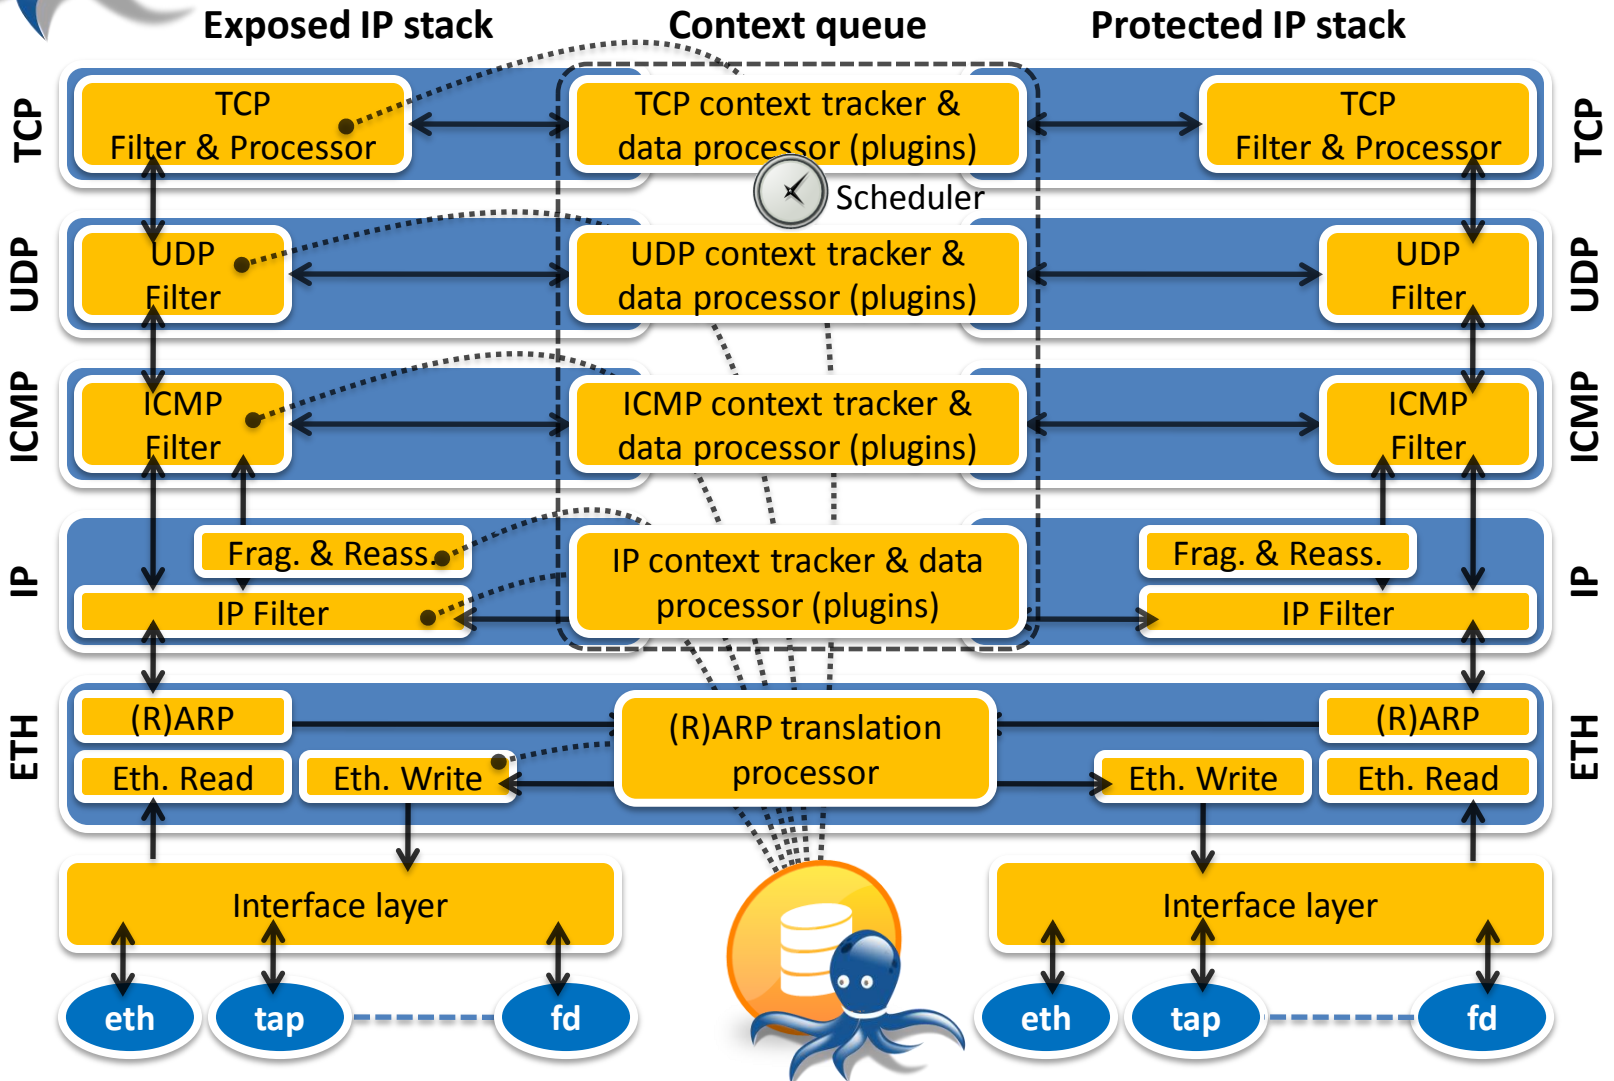 Exposed IP stack
Context queue
Protected IP stack
TCP
TCP
Filter & Processor
TCP context tracker &
data processor (plugins)
TCP
Filter & Processor
TCP
Scheduler
UDP
UDP
Filter
UDP context tracker &
data processor (plugins)
UDP
Filter
UDP
ICMP
ICMP
Filter
ICMP context tracker &
data processor (plugins)
ICMP
Filter
ICMP
IP
Frag. & Reass.
IP Filter
IP context tracker & data
processor (plugins)
Frag. & Reass.
IP Filter
IP
ETH
(R)ARP
Eth. Read
Eth. Write
(R)ARP translation
processor
(R)ARP
Eth. Write
Eth. Read
ETH
Interface layer
Interface layer
eth
tap
fd
eth
tap
fd